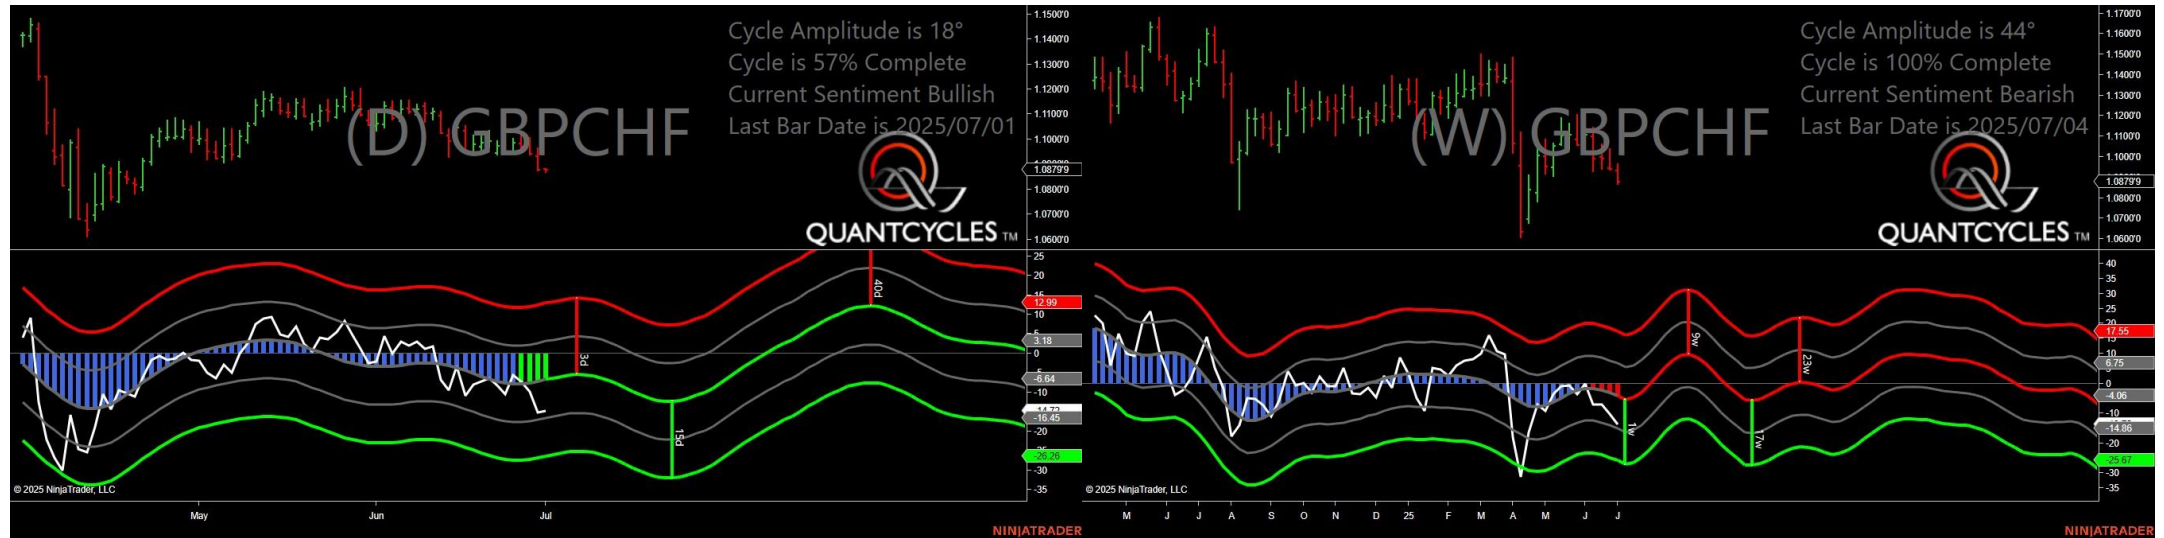 Cycle Amplitude is 18°
Cycle is 57% Complete
Current Sentiment Bullish
Last Bar Date is 2025/07/01
(D) GBPCHF
QUANTCYCLES TM
1.1500'0
1.1400'0
1.1300'0
1.1200'0
1.1100'0
1.1000'0
1.0879'9
1.0800'0
1.0700'0
1.0600'0
25
20
15
12.99
10
5
3.18
0
-6.64
-10
-16.45
-20
-26.26
-30
-35
3d
15d
40d
© 2025 NinjaTrader, LLC
May
Jun
Jul
NINJATRADER
Cycle Amplitude is 44°
Cycle is 100% Complete
Current Sentiment Bearish
Last Bar Date is 2025/07/04
(W) GBPCHF
QUANTCYCLES TM
1.1700'0
1.1600'0
1.1500'0
1.1400'0
1.1300'0
1.1200'0
1.1100'0
1.1000'0
1.0879'9
1.0800'0
1.0700'0
1.0600'0
40
35
30
25
20
17.55
15
10
6.75
5
0
-4.06
-10
-14.86
-20
-25.67
-30
-35
1w
9w
17w
23w
© 2025 NinjaTrader, LLC
M J J A S O N D 25 F M A M J J
NINJATRADER